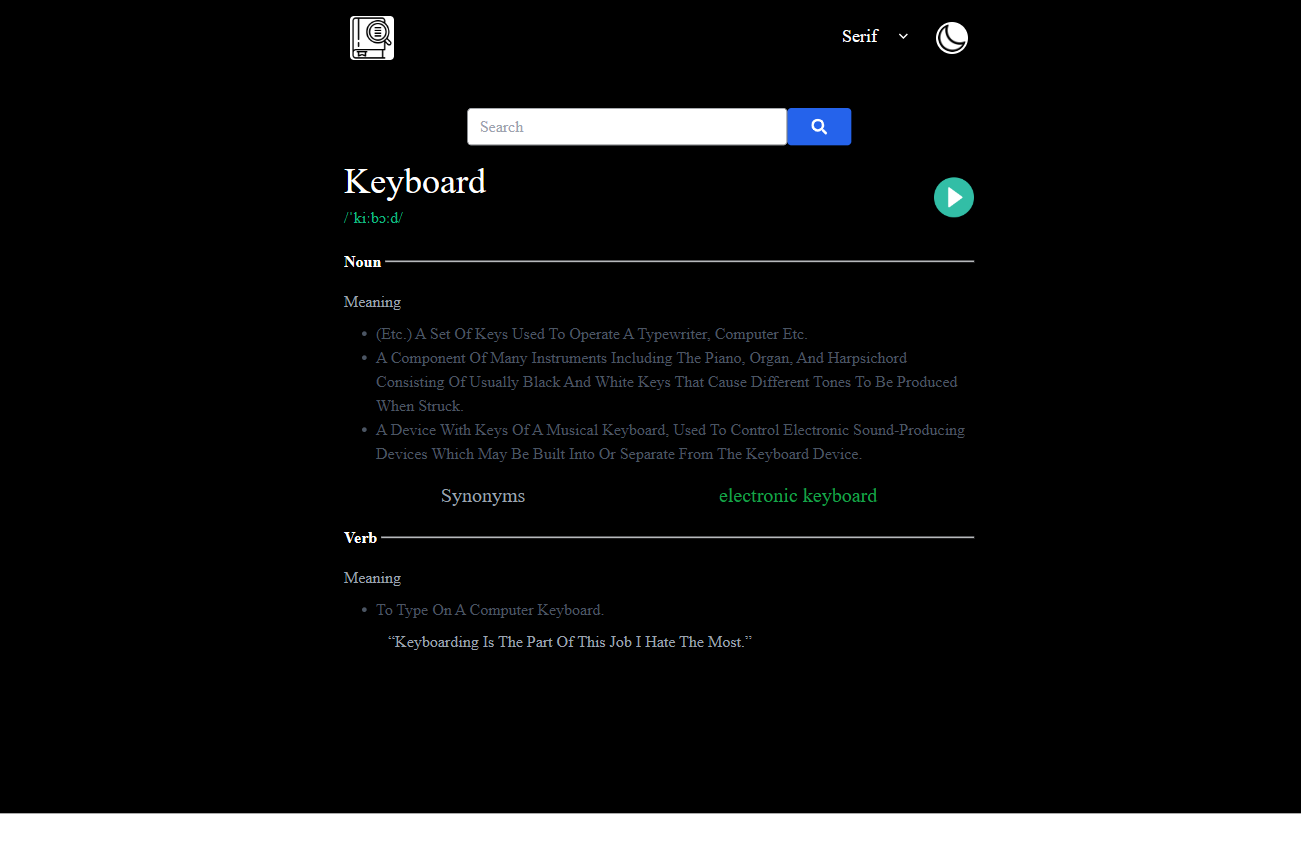 Serif
Search
Keyboard
/ˈkiːbɔːd/
Noun
Meaning
• (Etc.) A Set Of Keys Used To Operate A Typewriter, Computer Etc.
• A Component Of Many Instruments Including The Piano, Organ, And Harpsichord
Consisting Of Usually Black And White Keys That Cause Different Tones To Be Produced
When Struck.
• A Device With Keys Of A Musical Keyboard, Used To Control Electronic Sound-Producing
Devices Which May Be Built Into Or Separate From The Keyboard Device.
Synonyms electronic keyboard
Verb
Meaning
• To Type On A Computer Keyboard.
“Keyboarding Is The Part Of This Job I Hate The Most.”